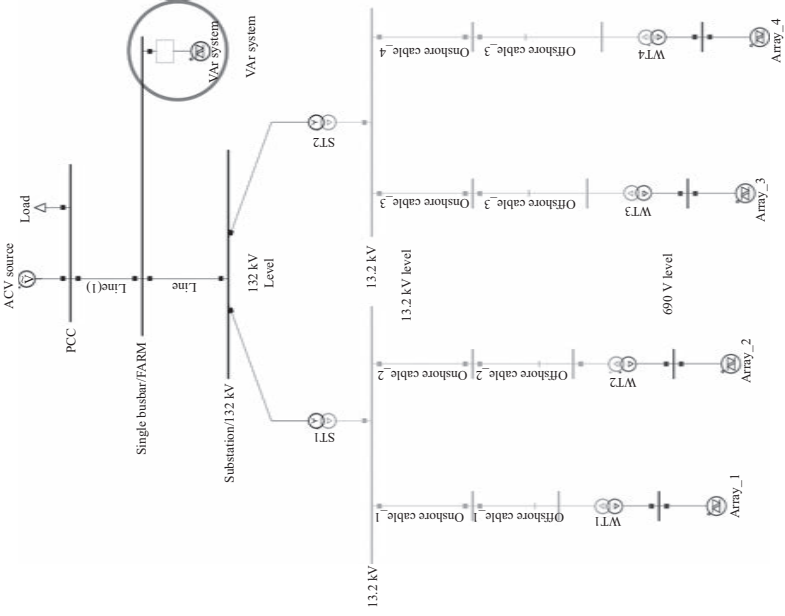 ACV source
Load
PCC
Line(1)
VAr system
VAr system
Single busbar/FARM
Line
Substation/132 kV
132 kV
Level
ST1
ST2
13.2 kV
13.2 kV
13.2 kV level
Onshore cable_1
Onshore cable_2
Onshore cable_3
Onshore cable_4
Offshore cable_1
Offshore cable_2
Offshore cable_3
Offshore cable_3
WT1
WT2
WT3
WT4
690 V level
Array_1
Array_2
Array_3
Array_4